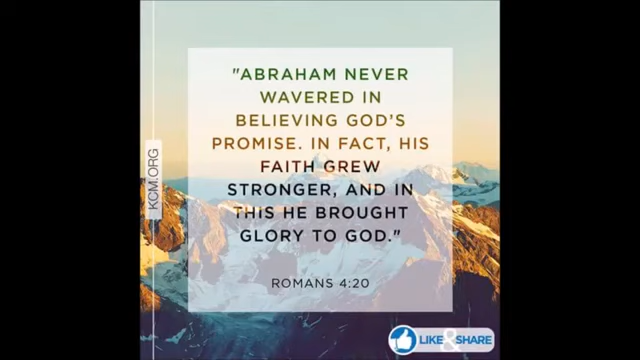 "ABRAHAM NEVER
WAVERED IN
BELIEVING GOD'S
PROMISE. IN FACT, HIS
FAITH GREW
STRONGER, AND IN
THIS HE BROUGHT
GLORY TO GOD."
ROMANS 4:20
KCM.ORG
LIKE&SHARE